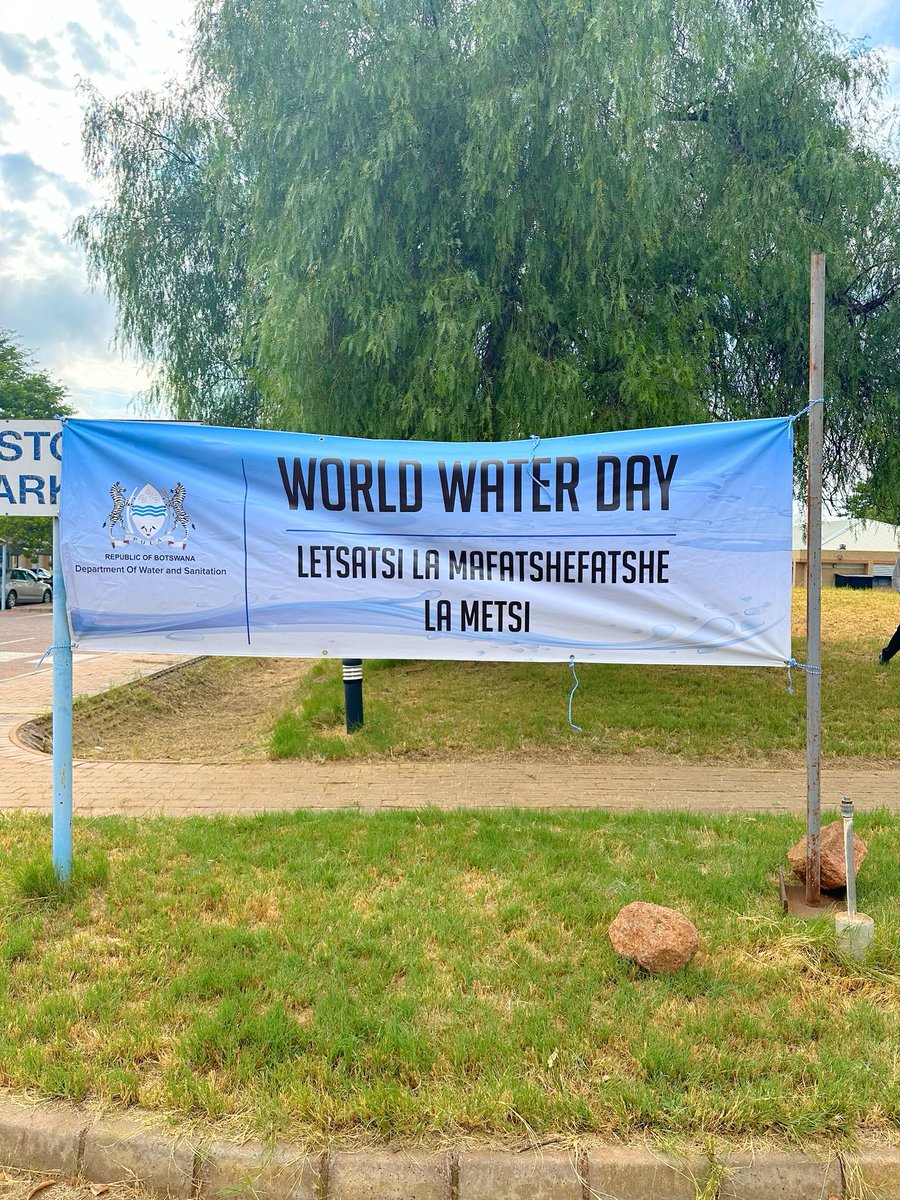 WORLD WATER DAY
LETSATSI LA MAFATSHEFATSHE
LA METSI
REPUBLIC OF BOTSWANA
Department Of Water and Sanitation